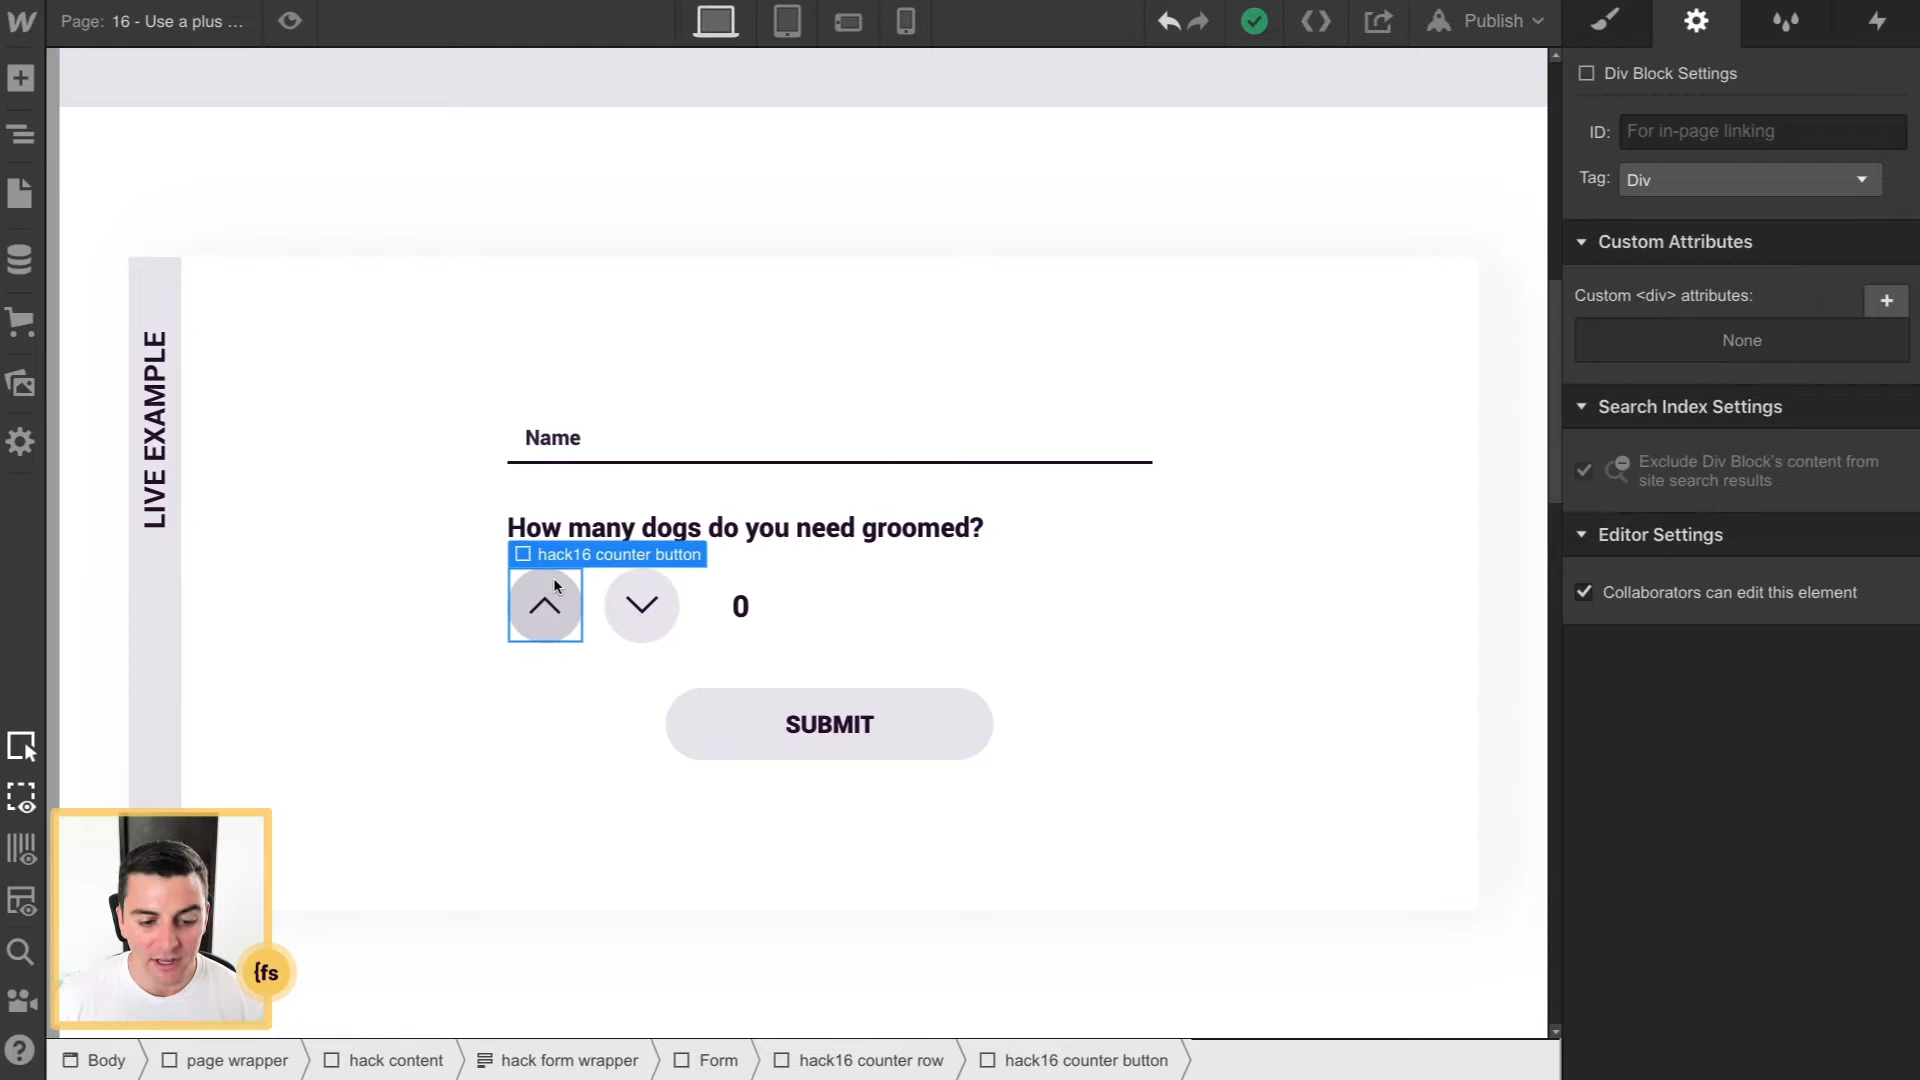 Page: 16 - Use a plus ...
Publish
Div Block Settings
ID: For in-page linking
Tag: Div
Custom Attributes
Custom <div> attributes:
+
None
Search Index Settings
Exclude Div Block's content from
site search results
Editor Settings
Collaborators can edit this element
LIVE EXAMPLE
Name
How many dogs do you need groomed?
hack16 counter button
0
SUBMIT
{fs
Body
page wrapper
hack content
hack form wrapper
Form
hack16 counter row
hack16 counter button